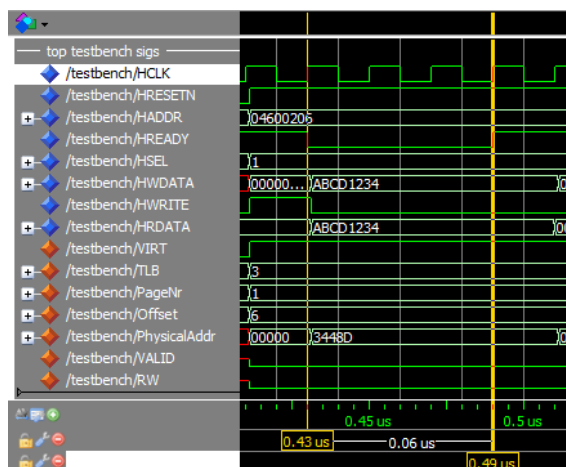 top testbench sigs
/testbench/HCLK
/testbench/HRESETN
/testbench/HADDR 04600206
/testbench/HREADY
/testbench/HSEL 1
/testbench/HWDATA 00000... ABCD1234 0
/testbench/HWRITE
/testbench/HRDATA ABCD1234 00
/testbench/VIRT
/testbench/TLB 3
/testbench/PageNr 1
/testbench/Offset 6
/testbench/PhysicalAddr 00000 3448D 0
/testbench/VALID
/testbench/RW
0.45 us 0.5 us
0.43 us 0.06 us
0.49 us